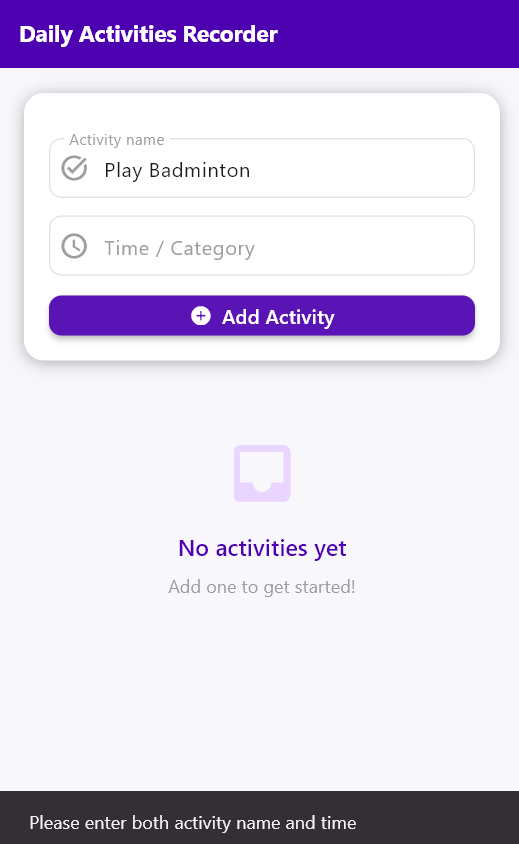 Daily Activities Recorder
Activity name
Play Badminton
Time / Category
Add Activity
No activities yet
Add one to get started!
Please enter both activity name and time